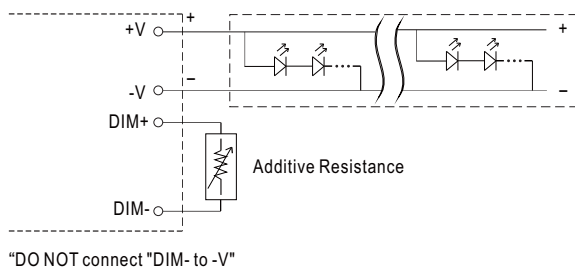 +V
+
+
-V
−
−
DIM+
Additive Resistance
DIM-
“DO NOT connect "DIM- to -V"